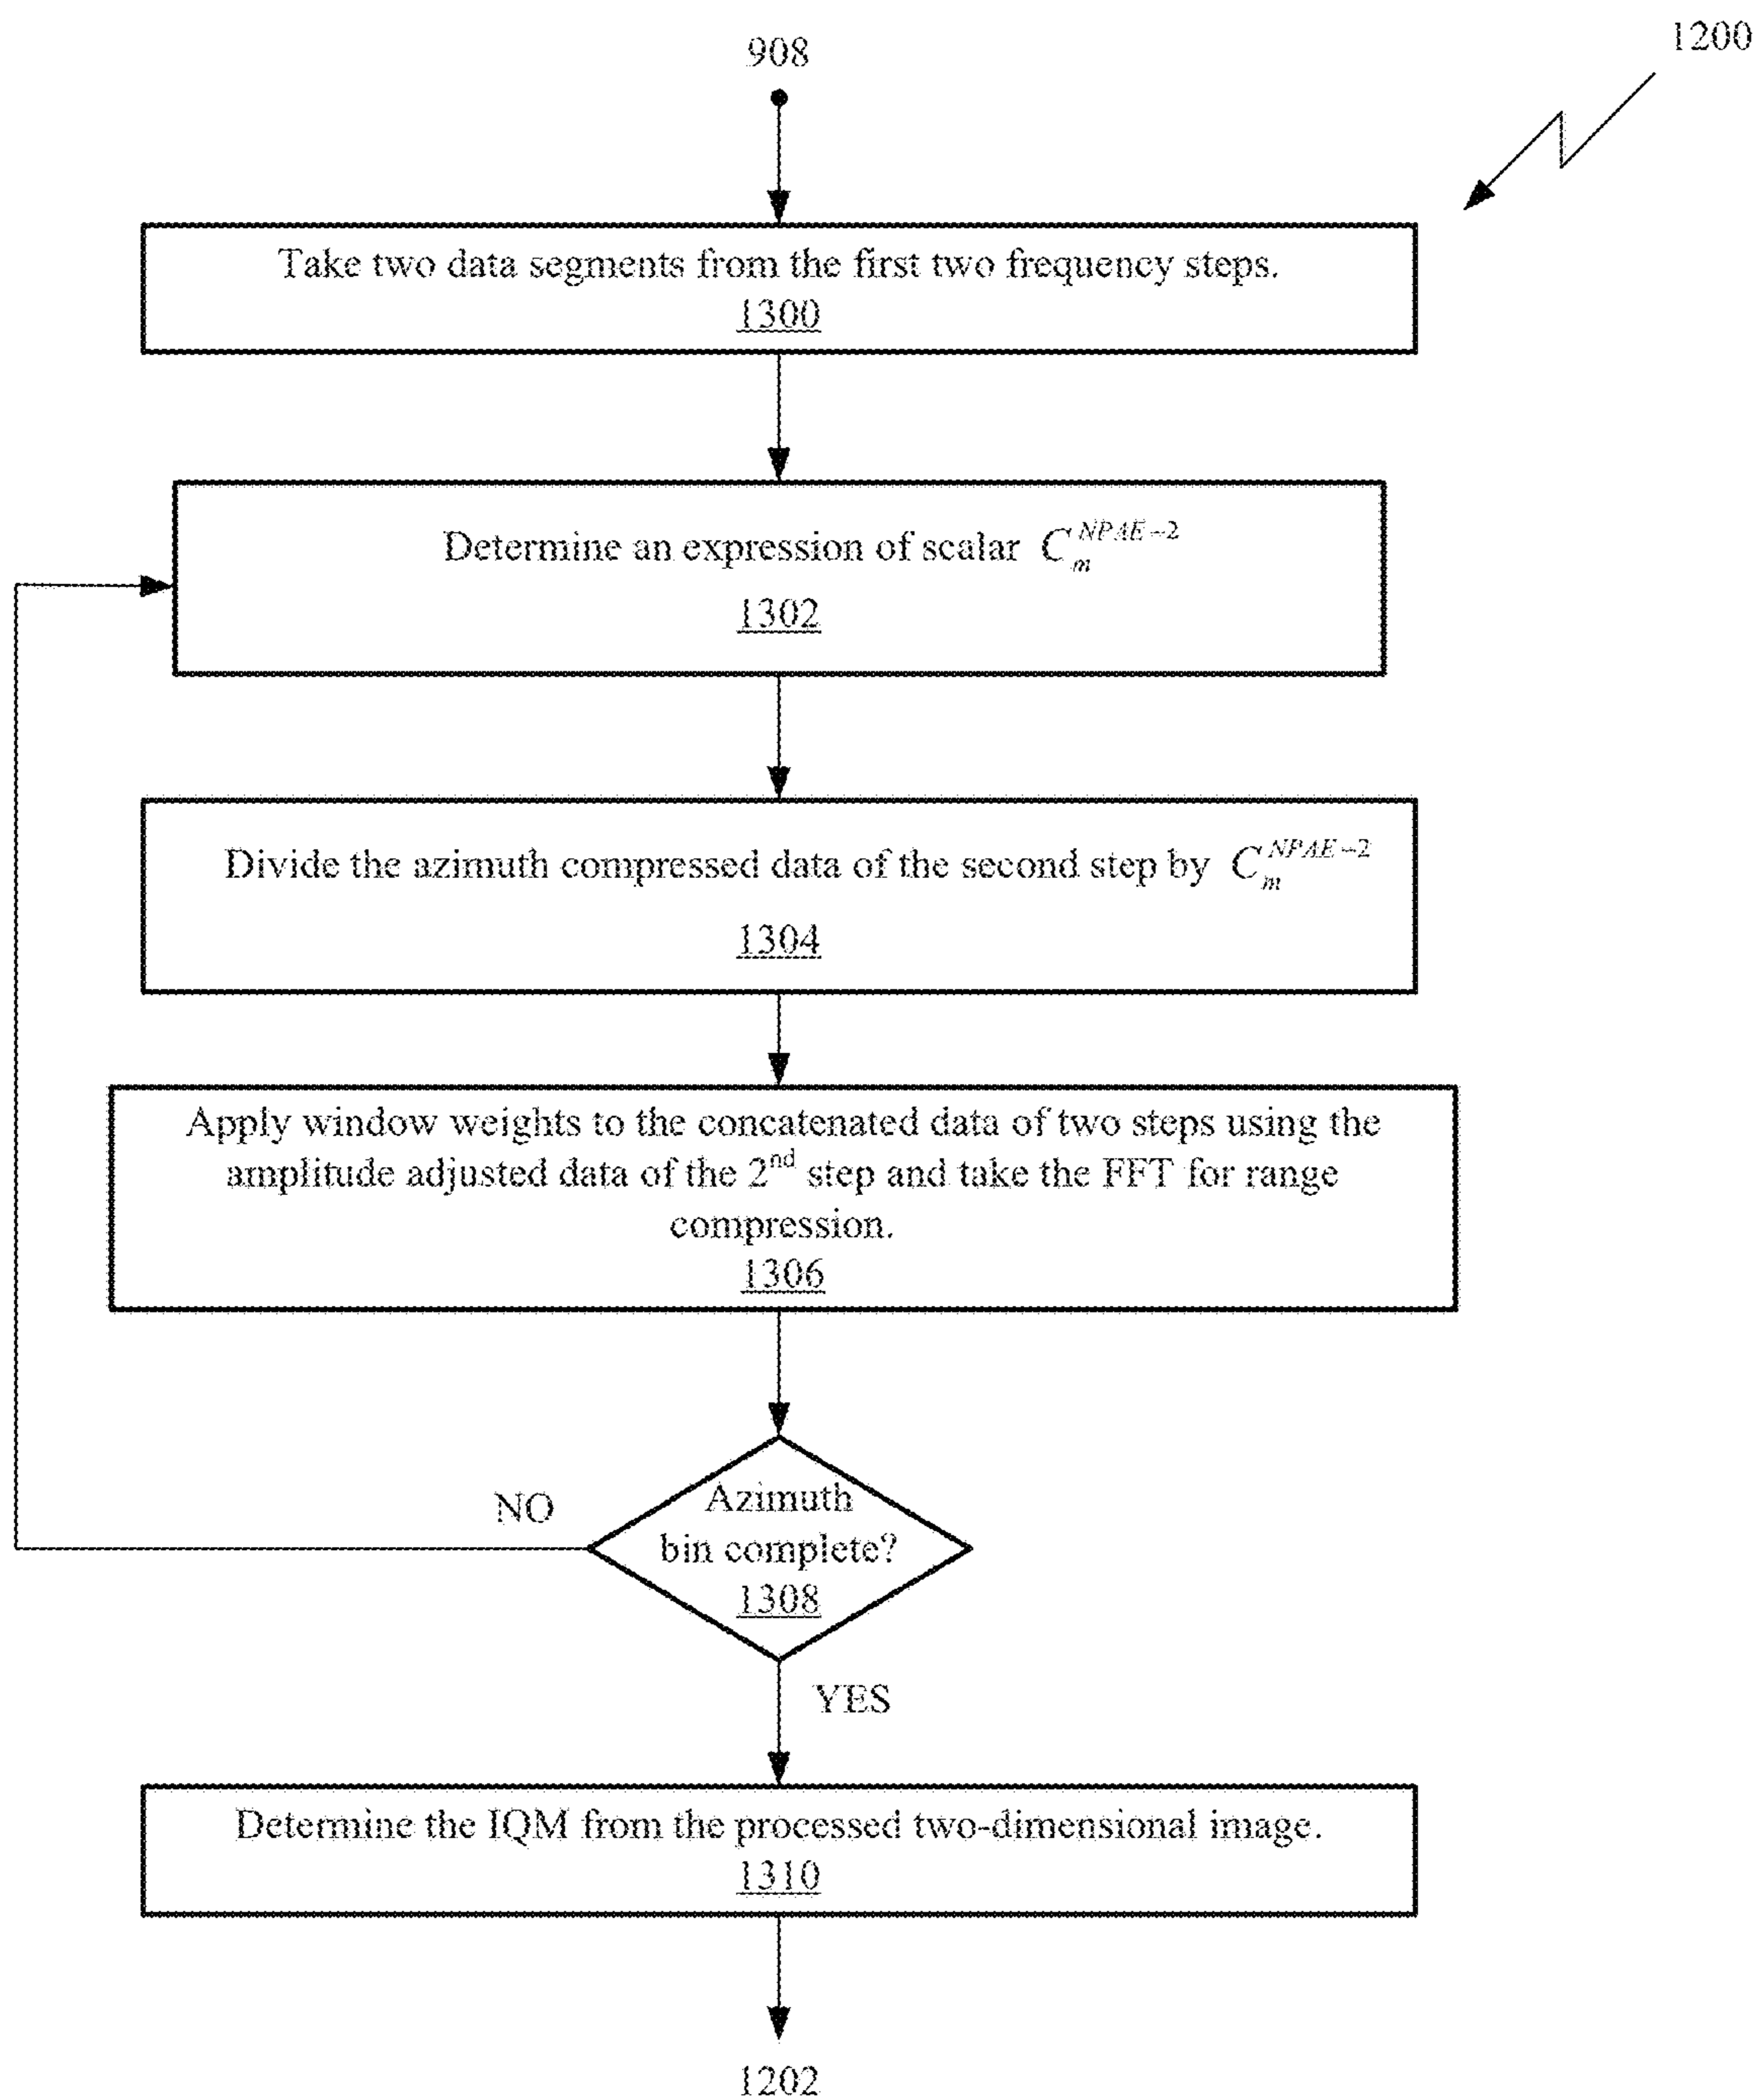 908
1200
Take two data segments from the first two frequency steps.
1300
Determine an expression of scalar C_m^{NPAE-2}
1302
Divide the azimuth compressed data of the second step by C_m^{NPAE-2}
1304
Apply window weights to the concatenated data of two steps using the
amplitude adjusted data of the 2nd step and take the FFT for range
compression.
1306
NO
Azimuth
bin complete?
1308
YES
Determine the IQM from the processed two-dimensional image.
1310
1202